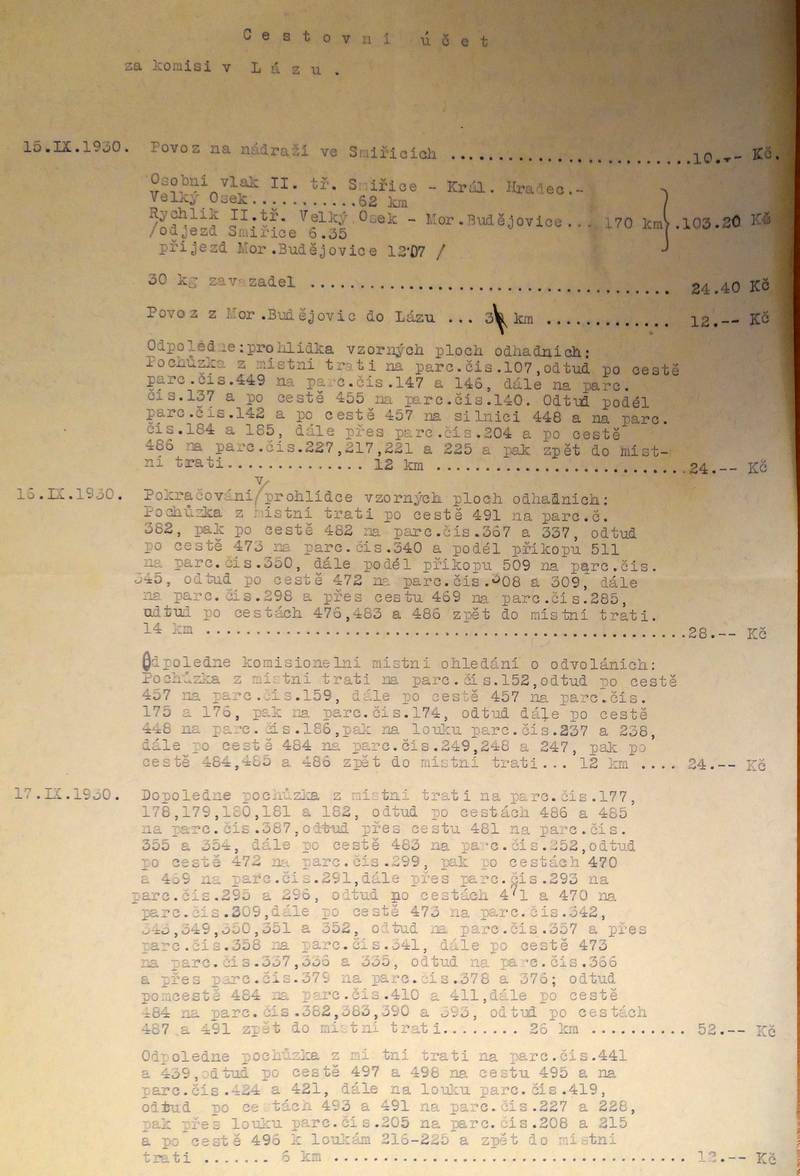 Cestovní účet
za komisi v Lázu.
15.IX.1930. Povoz na nádraží ve Smiřicích ........................10.-- Kč.
Osobní vlak II. tř. Smiřice - Král. Hradec.-
Velký Osek...........62 km
Rychlík II.tř. Velký Osek - Mor.Budějovice... 170 km .103.20 Kč
/odjezd Smiřice 6.35
příjezd Mor.Budějovice 12·07 /
30 kg zavazadel .................................... 24.40 Kč
Povoz z Mor.Budějovic do Lázu ... 3 km ............. 12.-- Kč
Odpoledne:prohlídka vzorných ploch odhadních:
Pochůzka z místní trati na parc.čís.107,odtud po cestě
parc.čís.449 na parc.čís.147 a 146, dále na parc.
čís.137 a po cestě 455 na parc.čís.140. Odtud podél
parc.čís.142 a po cestě 457 na silnici 448 a na parc.
čís.184 a 185, dále přes parc.čís.204 a po cestě
486 na parc.čís.227,217,221 a 225 a pak zpět do míst-
ní trati.............. 12 km .........................24.-- Kč
16.IX.1930. Pokračování v prohlídce vzorných ploch odhadních:
Pochůzka z místní trati po cestě 491 na parc.č.
382, pak po cestě 482 na parc.čís.367 a 337, odtud
po cestě 473 na parc.čís.340 a podél příkopu 511
na parc.čís.350, dále podél příkopu 509 na parc.čís.
345, odtud po cestě 472 na parc.čís.308 a 309, dále
na parc.čís.298 a přes cestu 469 na parc.čís.285,
odtud po cestách 476,483 a 486 zpět do místní trati.
14 km ................................................28.-- Kč
Odpoledne komisionelní místní ohledání o odvoláních:
Pochůzka z místní trati na parc.čís.152,odtud po cestě
457 na parc.čís.159, dále po cestě 457 na parc.čís.
175 a 176, pak na parc.čís.174, odtud dále po cestě
448 na parc.čís.186,pak na louku parc.čís.237 a 238,
dále po cestě 484 na parc.čís.249,248 a 247, pak po
cestě 484,485 a 486 zpět do místní trati... 12 km .... 24.-- Kč
17.IX.1930. Dopoledne pochůzka z místní trati na parc.čís.177,
178,179,180,181 a 182, odtud po cestách 486 a 485
na parc.čís.387,odtud přes cestu 481 na parc.čís.
355 a 354, dále po cestě 483 na parc.čís.252,odtud
po cestě 472 na parc.čís.299, pak po cestách 470
a 469 na parc.čís.291,dále přes parc.čís.293 na
parc.čís.295 a 296, odtud po cestách 471 a 470 na
parc.čís.309,dále po cestě 473 na parc.čís.342,
343,349,350,351 a 352, odtud na parc.čís.357 a přes
parc.čís.358 na parc.čís.341, dále po cestě 473
na parc.čís.337,336 a 335, odtud na parc.čís.366
a přes parc.čís.379 na parc.čís.378 a 376; odtud
pomcestě 484 na parc.čís.410 a 411,dále po cestě
484 na parc.čís.382,383,390 a 393, odtud po cestách
487 a 491 zpět do místní trati........ 26 km .......... 52.-- Kč
Odpoledne pochůzka z mí tní trati na parc.čís.441
a 439,odtud po cestě 497 a 498 na cestu 495 a na
parc.čís.424 a 421, dále na louku parc.čís.419,
odtud po cestách 493 a 491 na parc.čís.227 a 228,
pak přes louku parc.čís.205 na parc.čís.208 a 215
a po cestě 496 k loukám 216-225 a zpět do místní
trati ....... 6 km .................................... 12.-- Kč